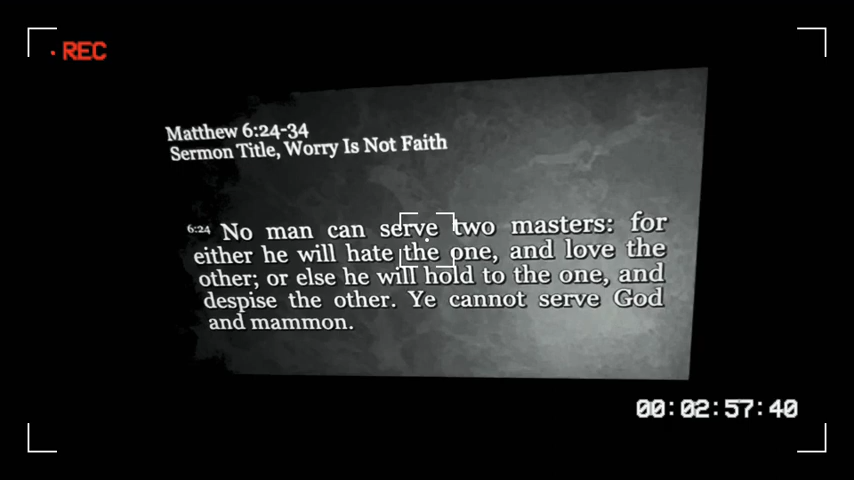 REC
Matthew 6:24-34
Sermon Title, Worry Is Not Faith
6:24 No man can serve two masters: for
either he will hate the one, and love the
other; or else he will hold to the one, and
despise the other. Ye cannot serve God
and mammon.
00:02:57:40